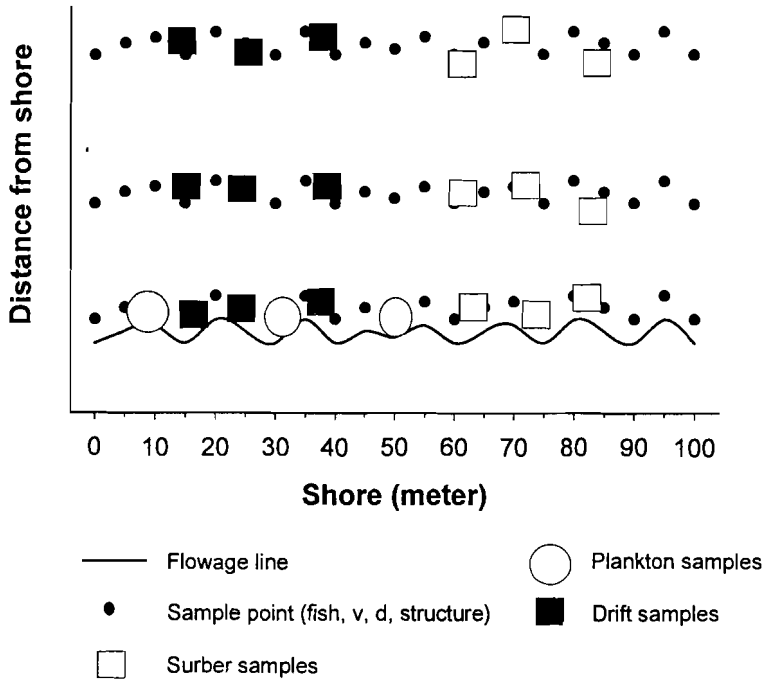 Distance from shore
0 10 20 30 40 50 60 70 80 90 100
Shore (meter)
Flowage line
Plankton samples
Sample point (fish, v, d, structure)
Drift samples
Surber samples